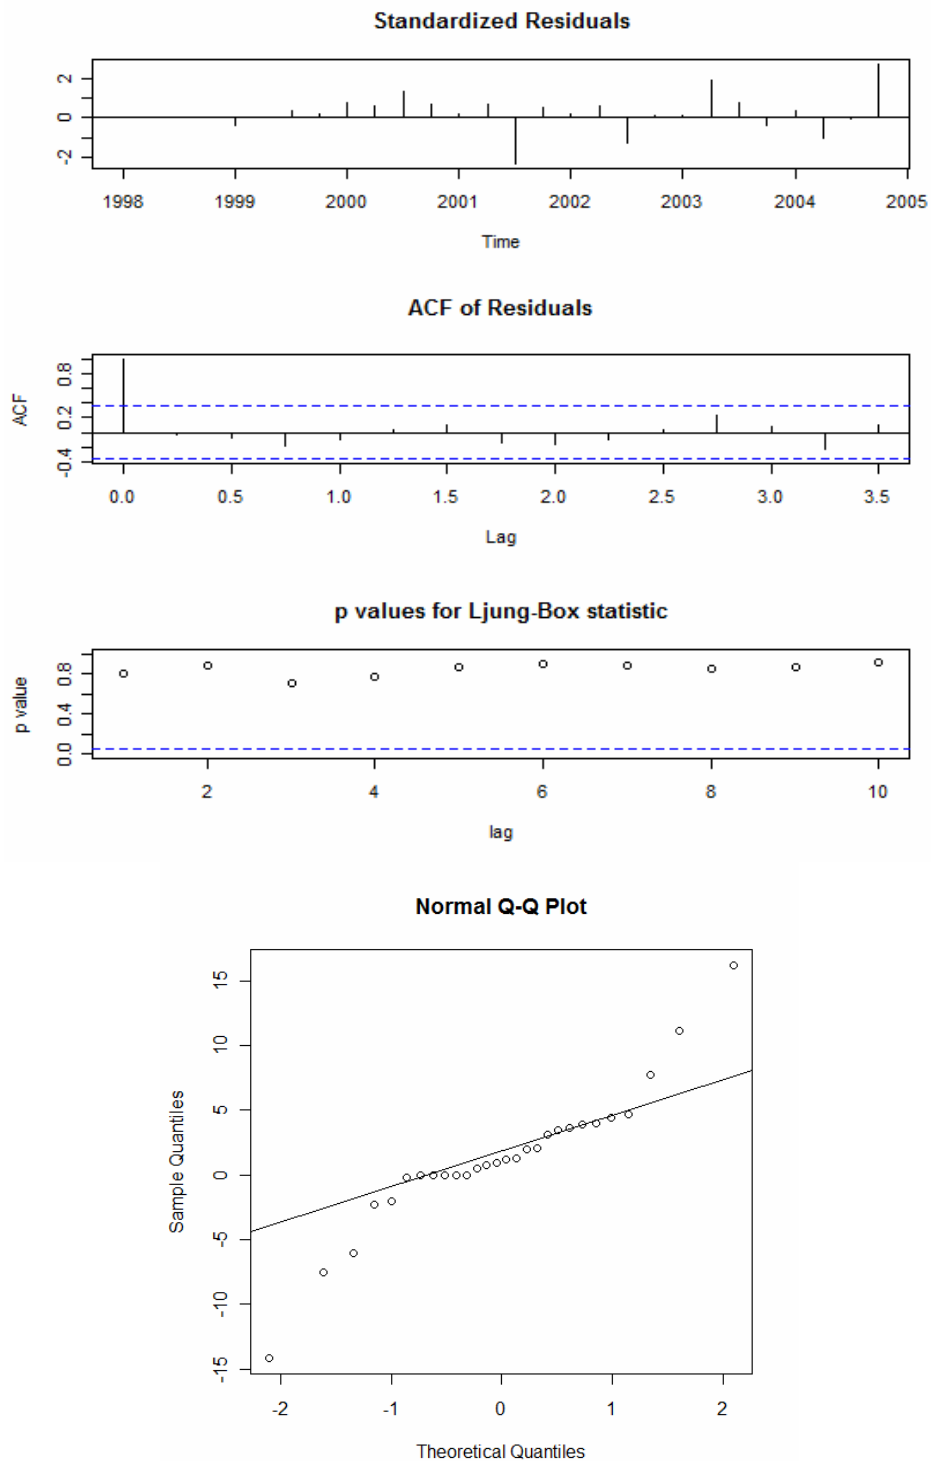 Standardized Residuals
2
0
-2
1998 1999 2000 2001 2002 2003 2004 2005
Time
ACF of Residuals
ACF
0.8
0.2
-0.4
0.0 0.5 1.0 1.5 2.0 2.5 3.0 3.5
Lag
p values for Ljung-Box statistic
p value
0.8
0.4
0.0
2 4 6 8 10
lag
Normal Q-Q Plot
Sample Quantiles
15
10
5
0
-5
-10
-15
-2 -1 0 1 2
Theoretical Quantiles